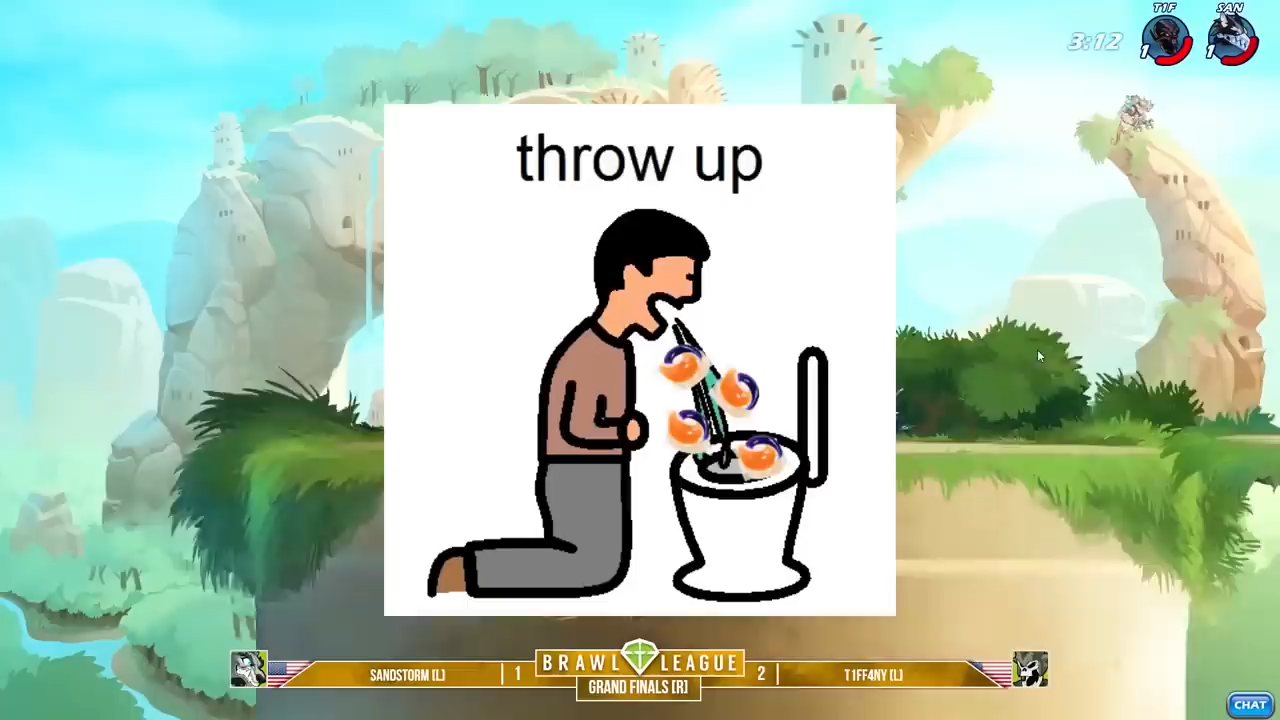 T1F
SAN
3:12
1
1
throw up
BRAWL LEAGUE
SANDSTORM [L]
1
2
T1FF4NY [L]
GRAND FINALS [R]
CHAT